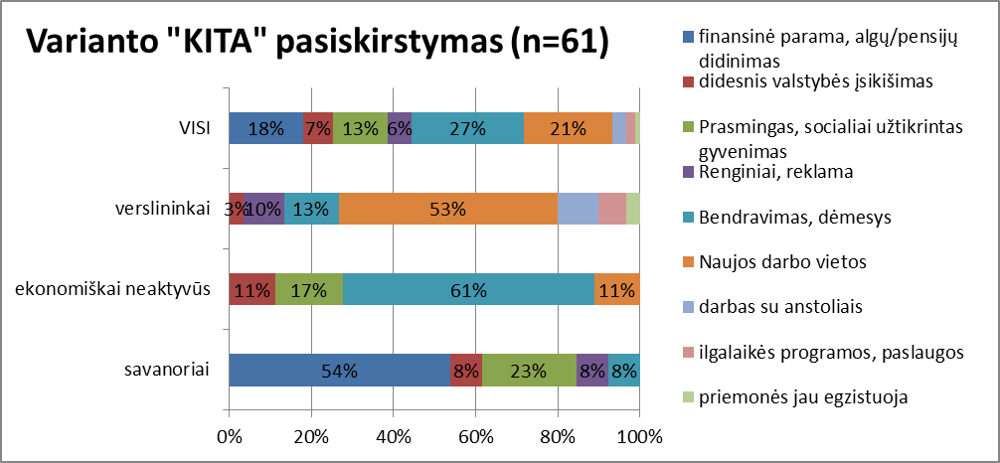 Varianto "KITA" pasiskirstymas (n=61)
VISI
18%
7%
13%
6%
27%
21%
verslininkai
3%
10%
13%
53%
ekonomiškai neaktyvūs
11%
17%
61%
11%
savanoriai
54%
8%
23%
8%
8%
0%
20%
40%
60%
80%
100%
finansinė parama, algų/pensijų
didinimas
didesnis valstybės įsikišimas
Prasmingas, socialiai užtikrintas
gyvenimas
Renginiai, reklama
Bendravimas, dėmesys
Naujos darbo vietos
darbas su anstoliais
ilgalaikės programos, paslaugos
priemonės jau egzistuoja